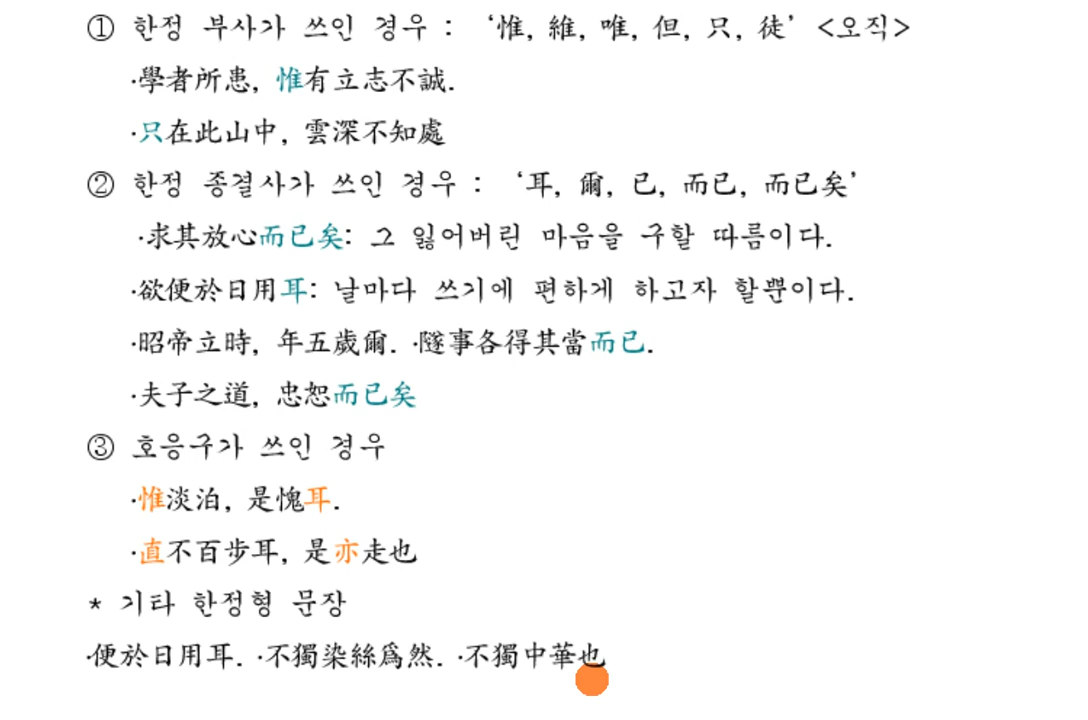 ① 한정 부사가 쓰인 경우 : ‘惟, 維, 唯, 但, 只, 徒’ <오직>
·學者所患, 惟有立志不誠.
·只在此山中, 雲深不知處
② 한정 종결사가 쓰인 경우 : ‘耳, 爾, 已, 而已, 而已矣’
·求其放心而已矣: 그 잃어버린 마음을 구할 따름이다.
·欲便於日用耳: 날마다 쓰기에 편하게 하고자 할뿐이다.
·昭帝立時, 年五歲爾. ·隧事各得其當而已.
·夫子之道, 忠恕而已矣
③ 호응구가 쓰인 경우
·惟淡泊, 是愧耳.
·直不百步耳, 是亦走也
* 기타 한정형 문장
·便於日用耳. ·不獨染絲爲然. ·不獨中華也